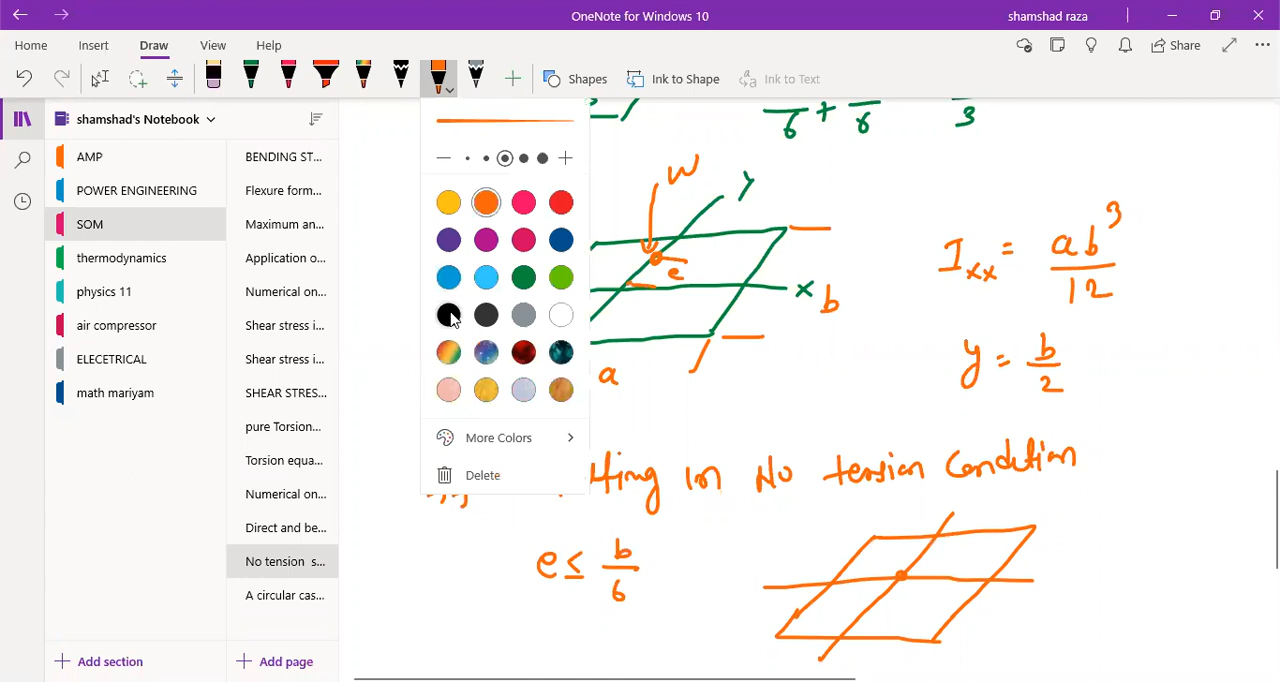 OneNote for Windows 10
shamshad raza
Home Insert Draw View Help
Share
Shapes
Ink to Shape
Ink to Text
shamshad's Notebook
AMP
POWER ENGINEERING
SOM
thermodynamics
physics 11
air compressor
ELECETRICAL
math mariyam
Add section
BENDING ST...
Flexure form...
Maximum an...
Application o...
Numerical on...
Shear stress i...
Shear stress i...
SHEAR STRES...
pure Torsion...
Torsion equa...
Numerical on...
Direct and be...
No tension s...
A circular cas...
Add page
More Colors
Delete
6 + 6
3
W
y
e
x
b
a
Ixx = ab³/12
y = b/2
tting in No tension Condition
e ≤ b/6